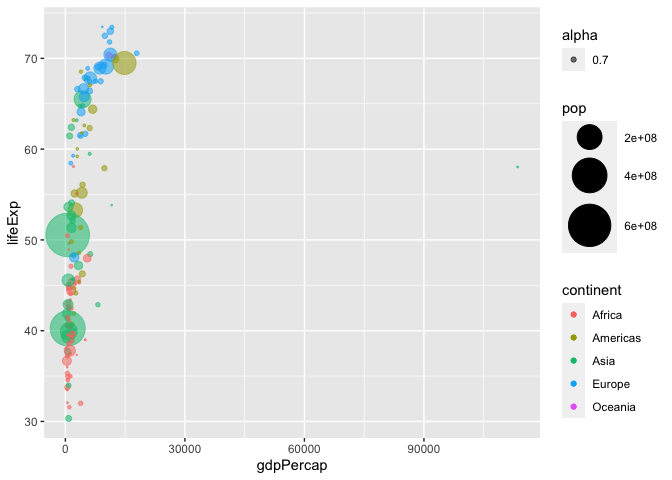 70
60
50
40
30
lifeExp
0
30000
60000
90000
gdpPercap
alpha
0.7
pop
2e+08
4e+08
6e+08
continent
Africa
Americas
Asia
Europe
Oceania